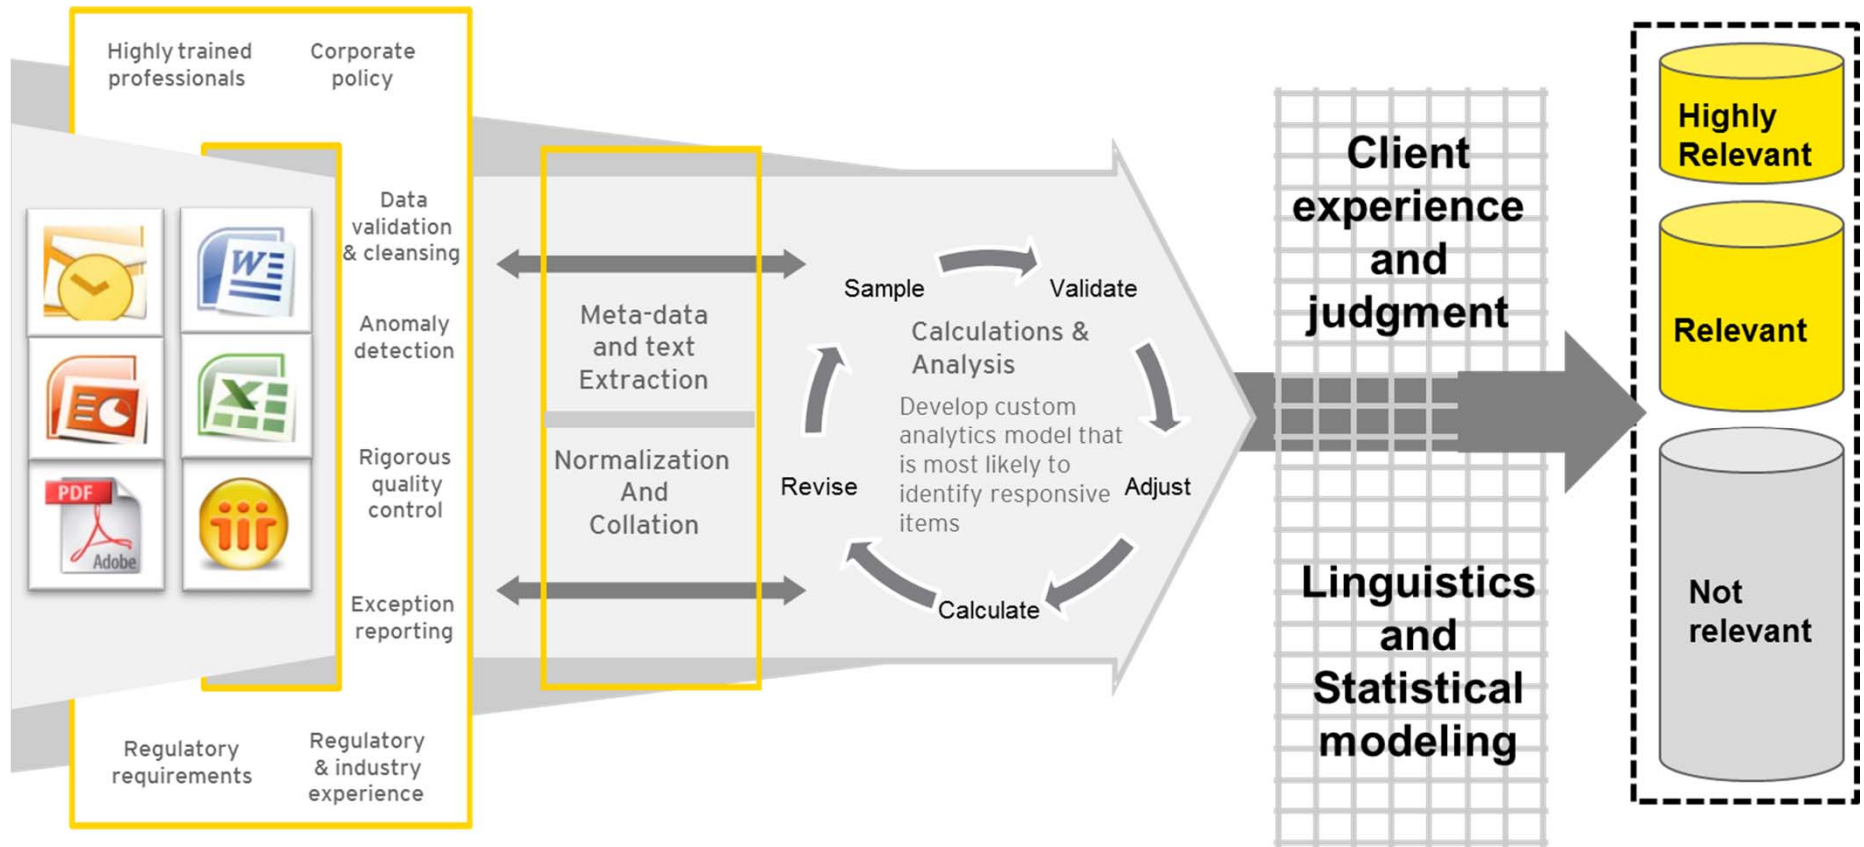 Highly trained
professionals
Corporate
policy
Data
validation
& cleansing
Anomaly
detection
Rigorous
quality
control
Exception
reporting
Regulatory
requirements
Regulatory
& industry
experience
W
X
PDF
Adobe
Meta-data
and text
Extraction
Normalization
And
Collation
Sample
Validate
Adjust
Calculate
Revise
Calculations &
Analysis
Develop custom
analytics model that
is most likely to
identify responsive
items
Client
experience
and
judgment
Linguistics
and
Statistical
modeling
Highly
Relevant
Relevant
Not
relevant